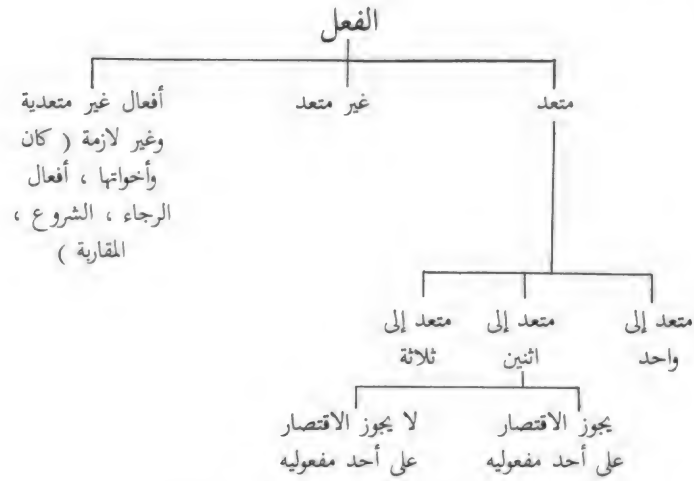 الفعل
متعد
غير متعد
أفعال غير متعدية
وغير لازمة ( كان
وأخواتها ، أفعال
الرجاء ، الشروع ،
المقاربة )
متعد إلى
واحد
متعد إلى
اثنين
متعد إلى
ثلاثة
يجوز الاقتصار
على أحد مفعوليه
لا يجوز الاقتصار
على أحد مفعوليه